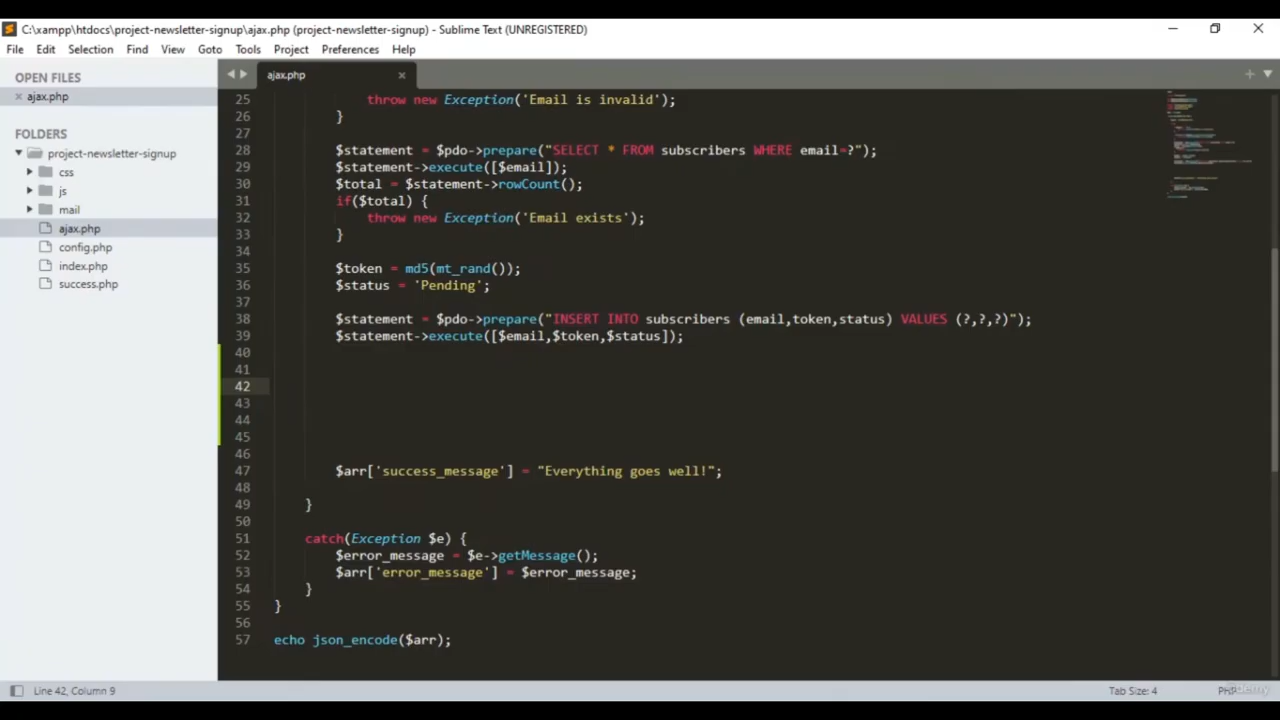 C:\xampp\htdocs\project-newsletter-signup\ajax.php (project-newsletter-signup) - Sublime Text (UNREGISTERED)
File Edit Selection Find View Goto Tools Project Preferences Help
OPEN FILES
ajax.php
FOLDERS
project-newsletter-signup
css
js
mail
ajax.php
config.php
index.php
success.php
ajax.php
25 throw new Exception('Email is invalid');
26 }
27
28 $statement = $pdo->prepare("SELECT * FROM subscribers WHERE email=?");
29 $statement->execute([$email]);
30 $total = $statement->rowCount();
31 if($total) {
32 throw new Exception('Email exists');
33 }
34
35 $token = md5(mt_rand());
36 $status = 'Pending';
37
38 $statement = $pdo->prepare("INSERT INTO subscribers (email,token,status) VALUES (?,?,?)");
39 $statement->execute([$email,$token,$status]);
40
41
42
43
44
45
46
47 $arr['success_message'] = "Everything goes well!";
48
49 }
50
51 catch(Exception $e) {
52 $error_message = $e->getMessage();
53 $arr['error_message'] = $error_message;
54 }
55 }
56
57 echo json_encode($arr);
Line 42, Column 9
Tab Size: 4
PHP